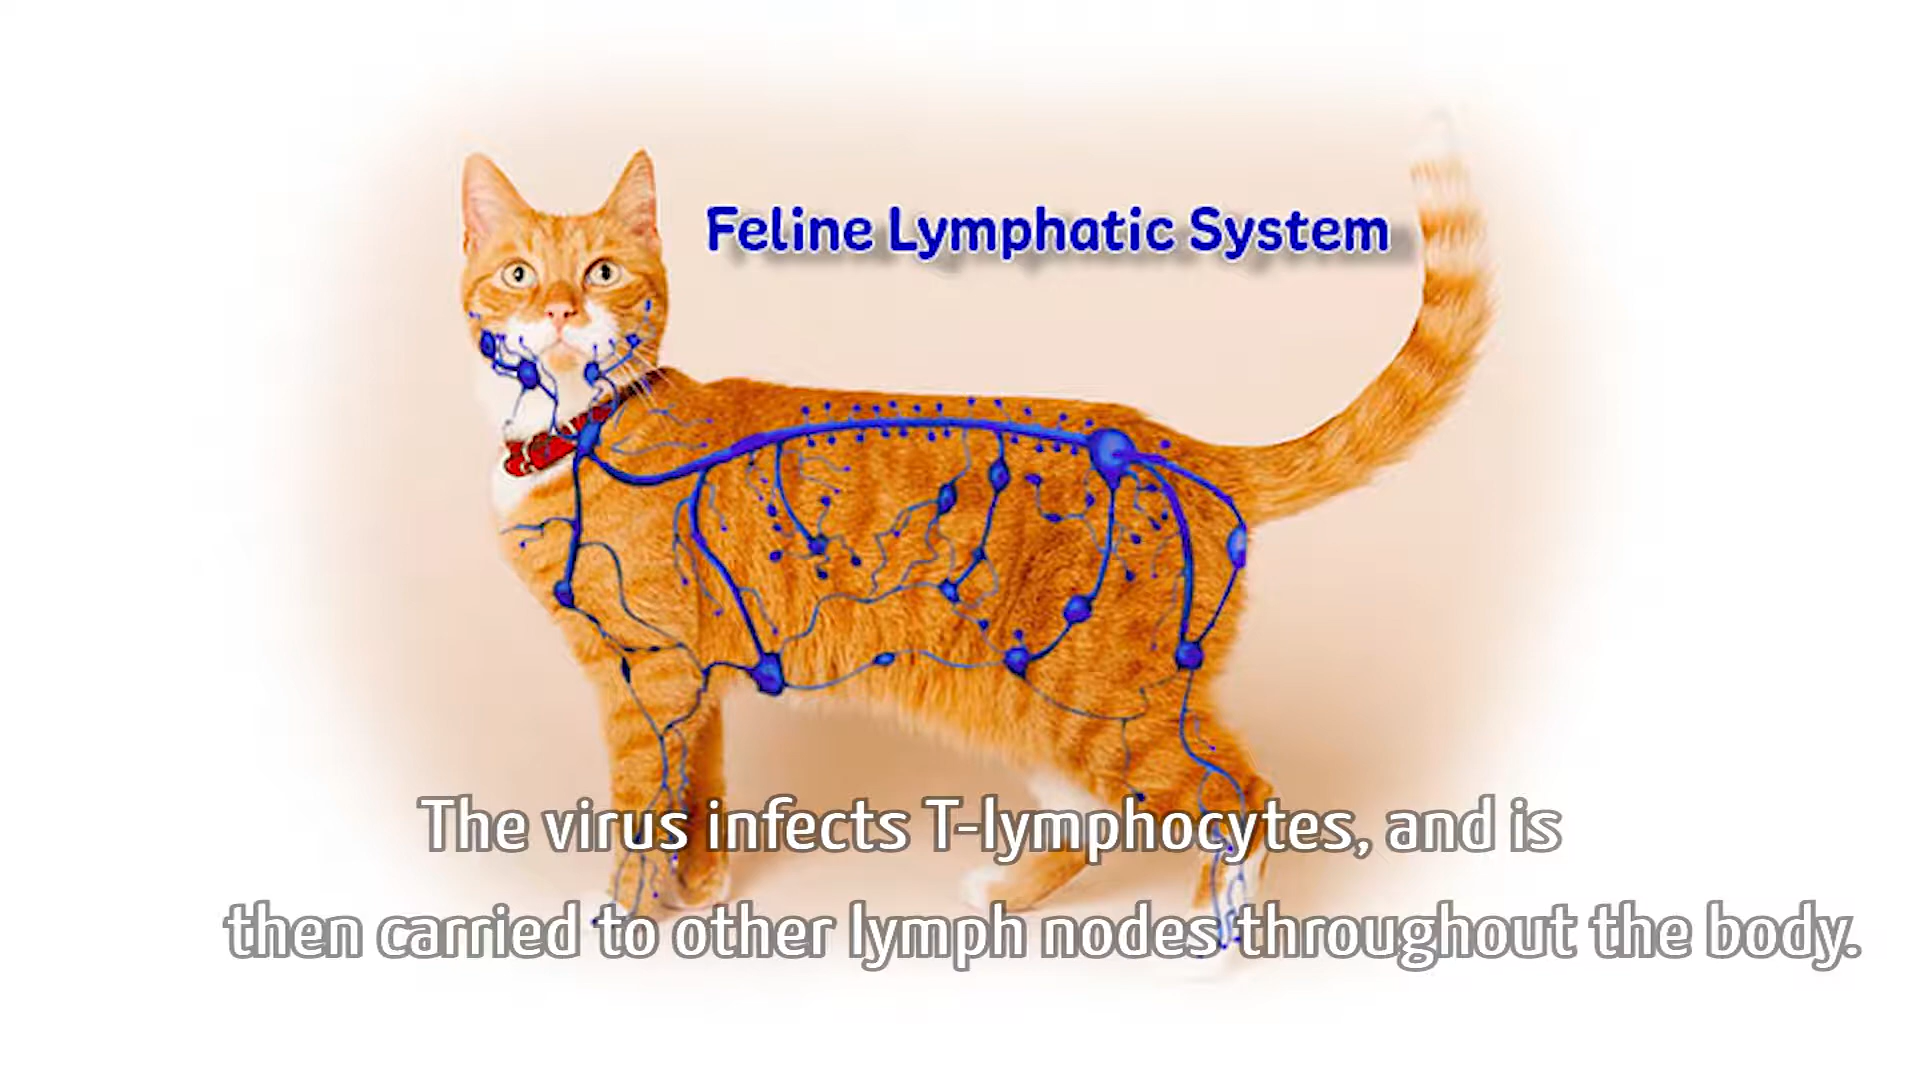 Feline Lymphatic System
The virus infects T-lymphocytes, and is
then carried to other lymph nodes throughout the body.